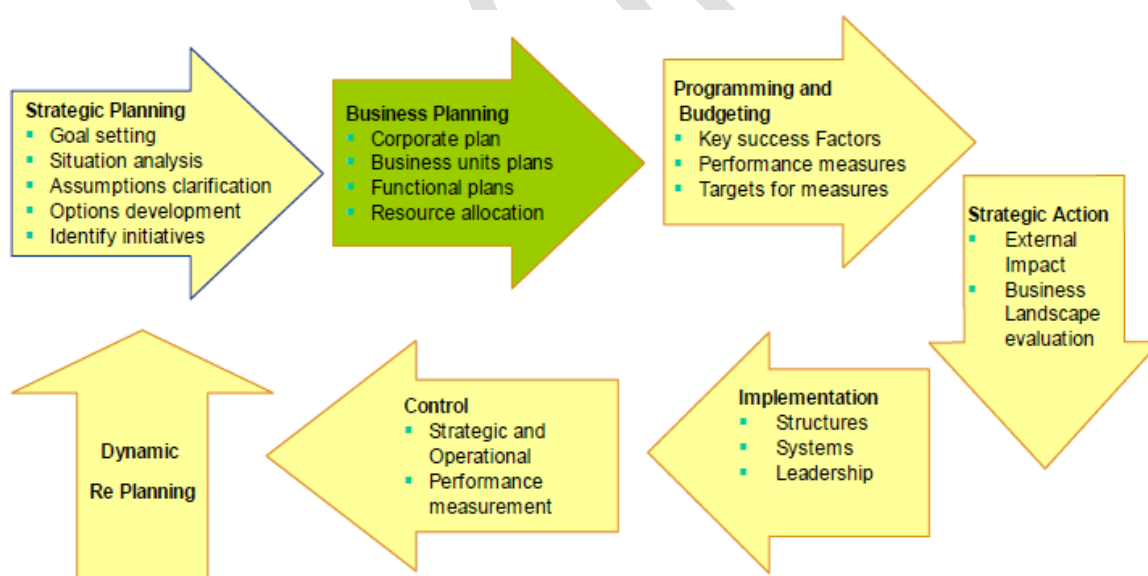 Strategic Planning
▪ Goal setting
▪ Situation analysis
▪ Assumptions clarification
▪ Options development
▪ Identify initiatives
Business Planning
▪ Corporate plan
▪ Business units plans
▪ Functional plans
▪ Resource allocation
Programming and
Budgeting
▪ Key success Factors
▪ Performance measures
▪ Targets for measures
Strategic Action
▪ External
Impact
▪ Business
Landscape
evaluation
Implementation
▪ Structures
▪ Systems
▪ Leadership
Control
▪ Strategic and
Operational
▪ Performance
measurement
Dynamic
Re Planning